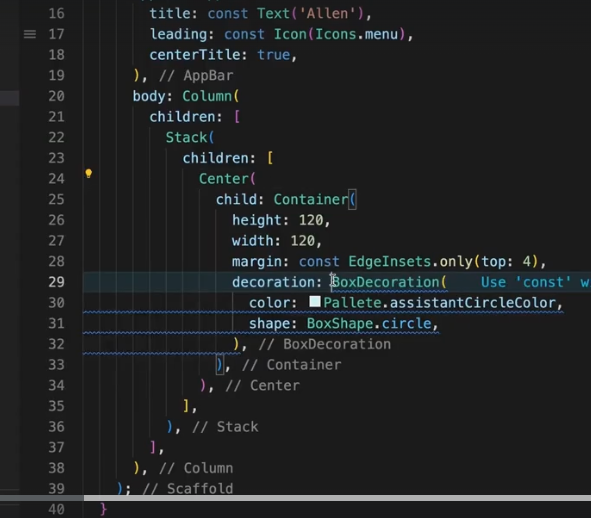 16 title: const Text('Allen'),
17 leading: const Icon(Icons.menu),
18 centerTitle: true,
19 ), // AppBar
20 body: Column(
21 children: [
22 Stack(
23 children: [
24 Center(
25 child: Container(
26 height: 120,
27 width: 120,
28 margin: const EdgeInsets.only(top: 4),
29 decoration: BoxDecoration( Use 'const' w
30 color: Pallete.assistantCircleColor,
31 shape: BoxShape.circle,
32 ), // BoxDecoration
33 ), // Container
34 ), // Center
35 ],
36 ), // Stack
37 ],
38 ), // Column
39 ); // Scaffold
40 }